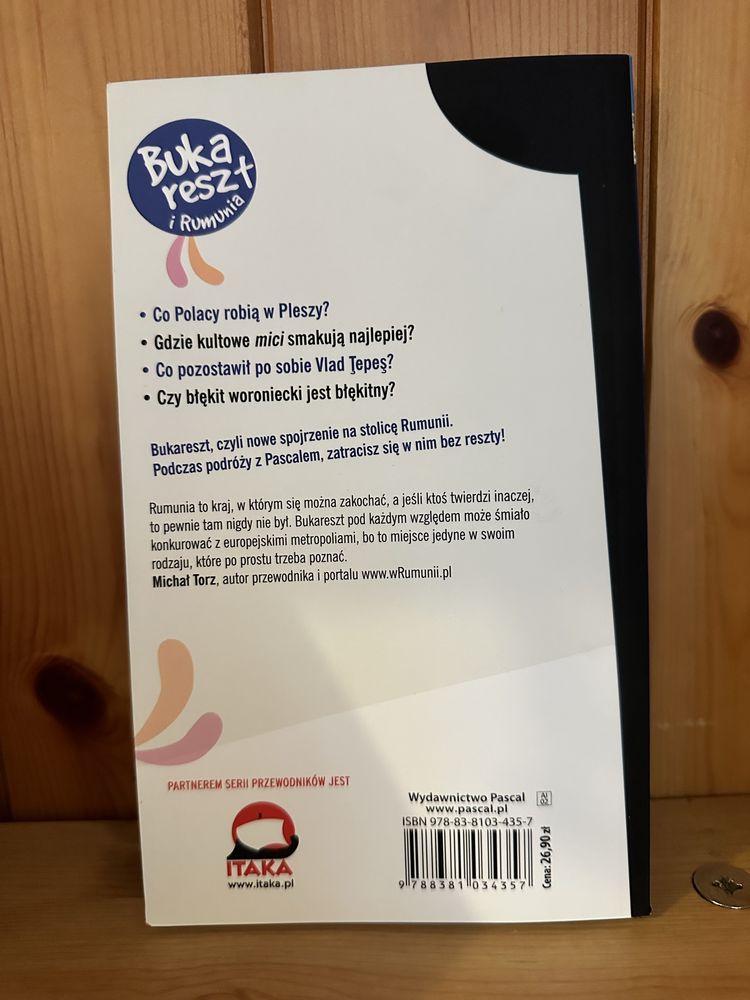 Buka
reszt
i Rumunia
• Co Polacy robią w Pleszy?
• Gdzie kultowe mici smakują najlepiej?
• Co pozostawił po sobie Vlad Ţepeş?
• Czy błękit woroniecki jest błękitny?
Bukareszt, czyli nowe spojrzenie na stolicę Rumunii.
Podczas podróży z Pascalem, zatracisz się w nim bez reszty!
Rumunia to kraj, w którym się można zakochać, a jeśli ktoś twierdzi inaczej,
to pewnie tam nigdy nie był. Bukareszt pod każdym względem może śmiało
konkurować z europejskimi metropoliami, bo to miejsce jedyne w swoim
rodzaju, które po prostu trzeba poznać.
Michał Torz, autor przewodnika i portalu www.wRumunii.pl
PARTNEREM SERII PRZEWODNIKÓW JEST
ITAKA
www.itaka.pl
Wydawnictwo Pascal
www.pascal.pl
ISBN 978-83-8103-435-7
9 788381 034357
Cena: 26,90 zł